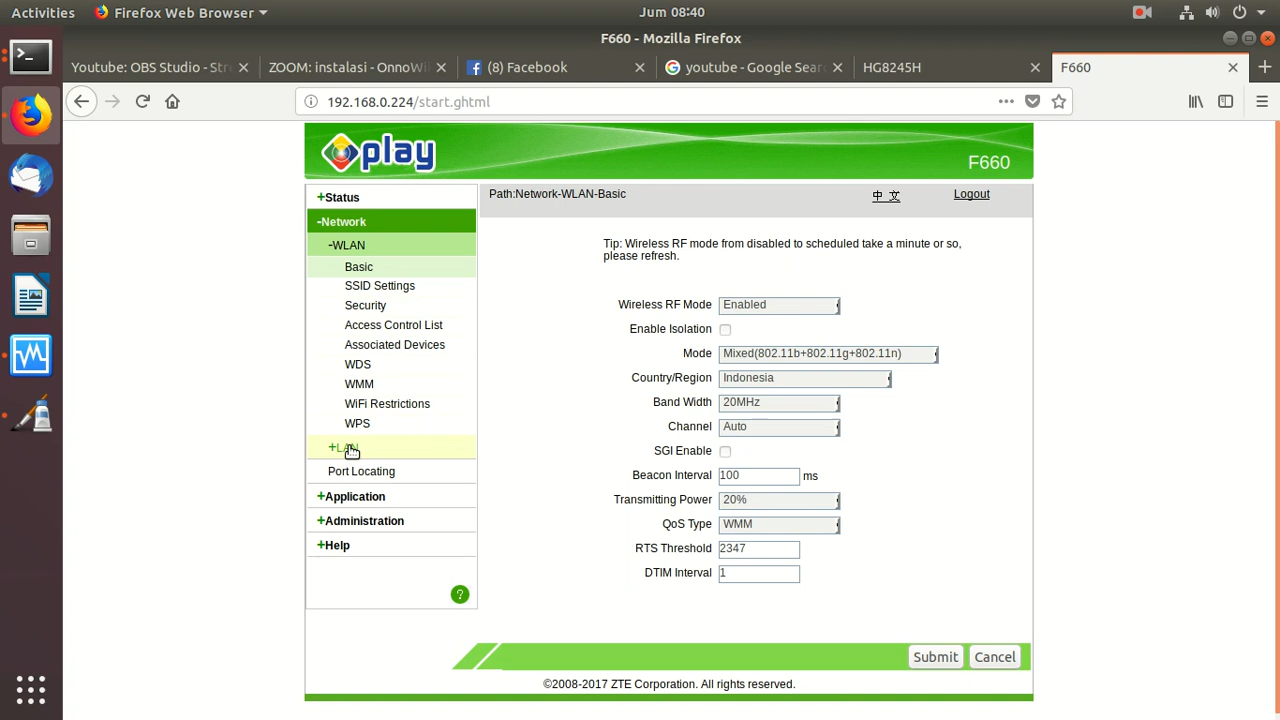 Activities
Firefox Web Browser
Jum 08:40
F660 - Mozilla Firefox
Youtube: OBS Studio - Stre
ZOOM: instalasi - OnnoWi
(8) Facebook
youtube - Google Sear
HG8245H
F660
192.168.0.224/start.ghtml
play
F660
+Status
-Network
-WLAN
Basic
SSID Settings
Security
Access Control List
Associated Devices
WDS
WMM
WiFi Restrictions
WPS
+LAN
Port Locating
+Application
+Administration
+Help
?
Path:Network-WLAN-Basic
中 文
Logout
Tip: Wireless RF mode from disabled to scheduled take a minute or so,
please refresh.
Wireless RF Mode Enabled
Enable Isolation
Mode Mixed(802.11b+802.11g+802.11n)
Country/Region Indonesia
Band Width 20MHz
Channel Auto
SGI Enable
Beacon Interval 100 ms
Transmitting Power 20%
QoS Type WMM
RTS Threshold 2347
DTIM Interval 1
Submit
Cancel
©2008-2017 ZTE Corporation. All rights reserved.